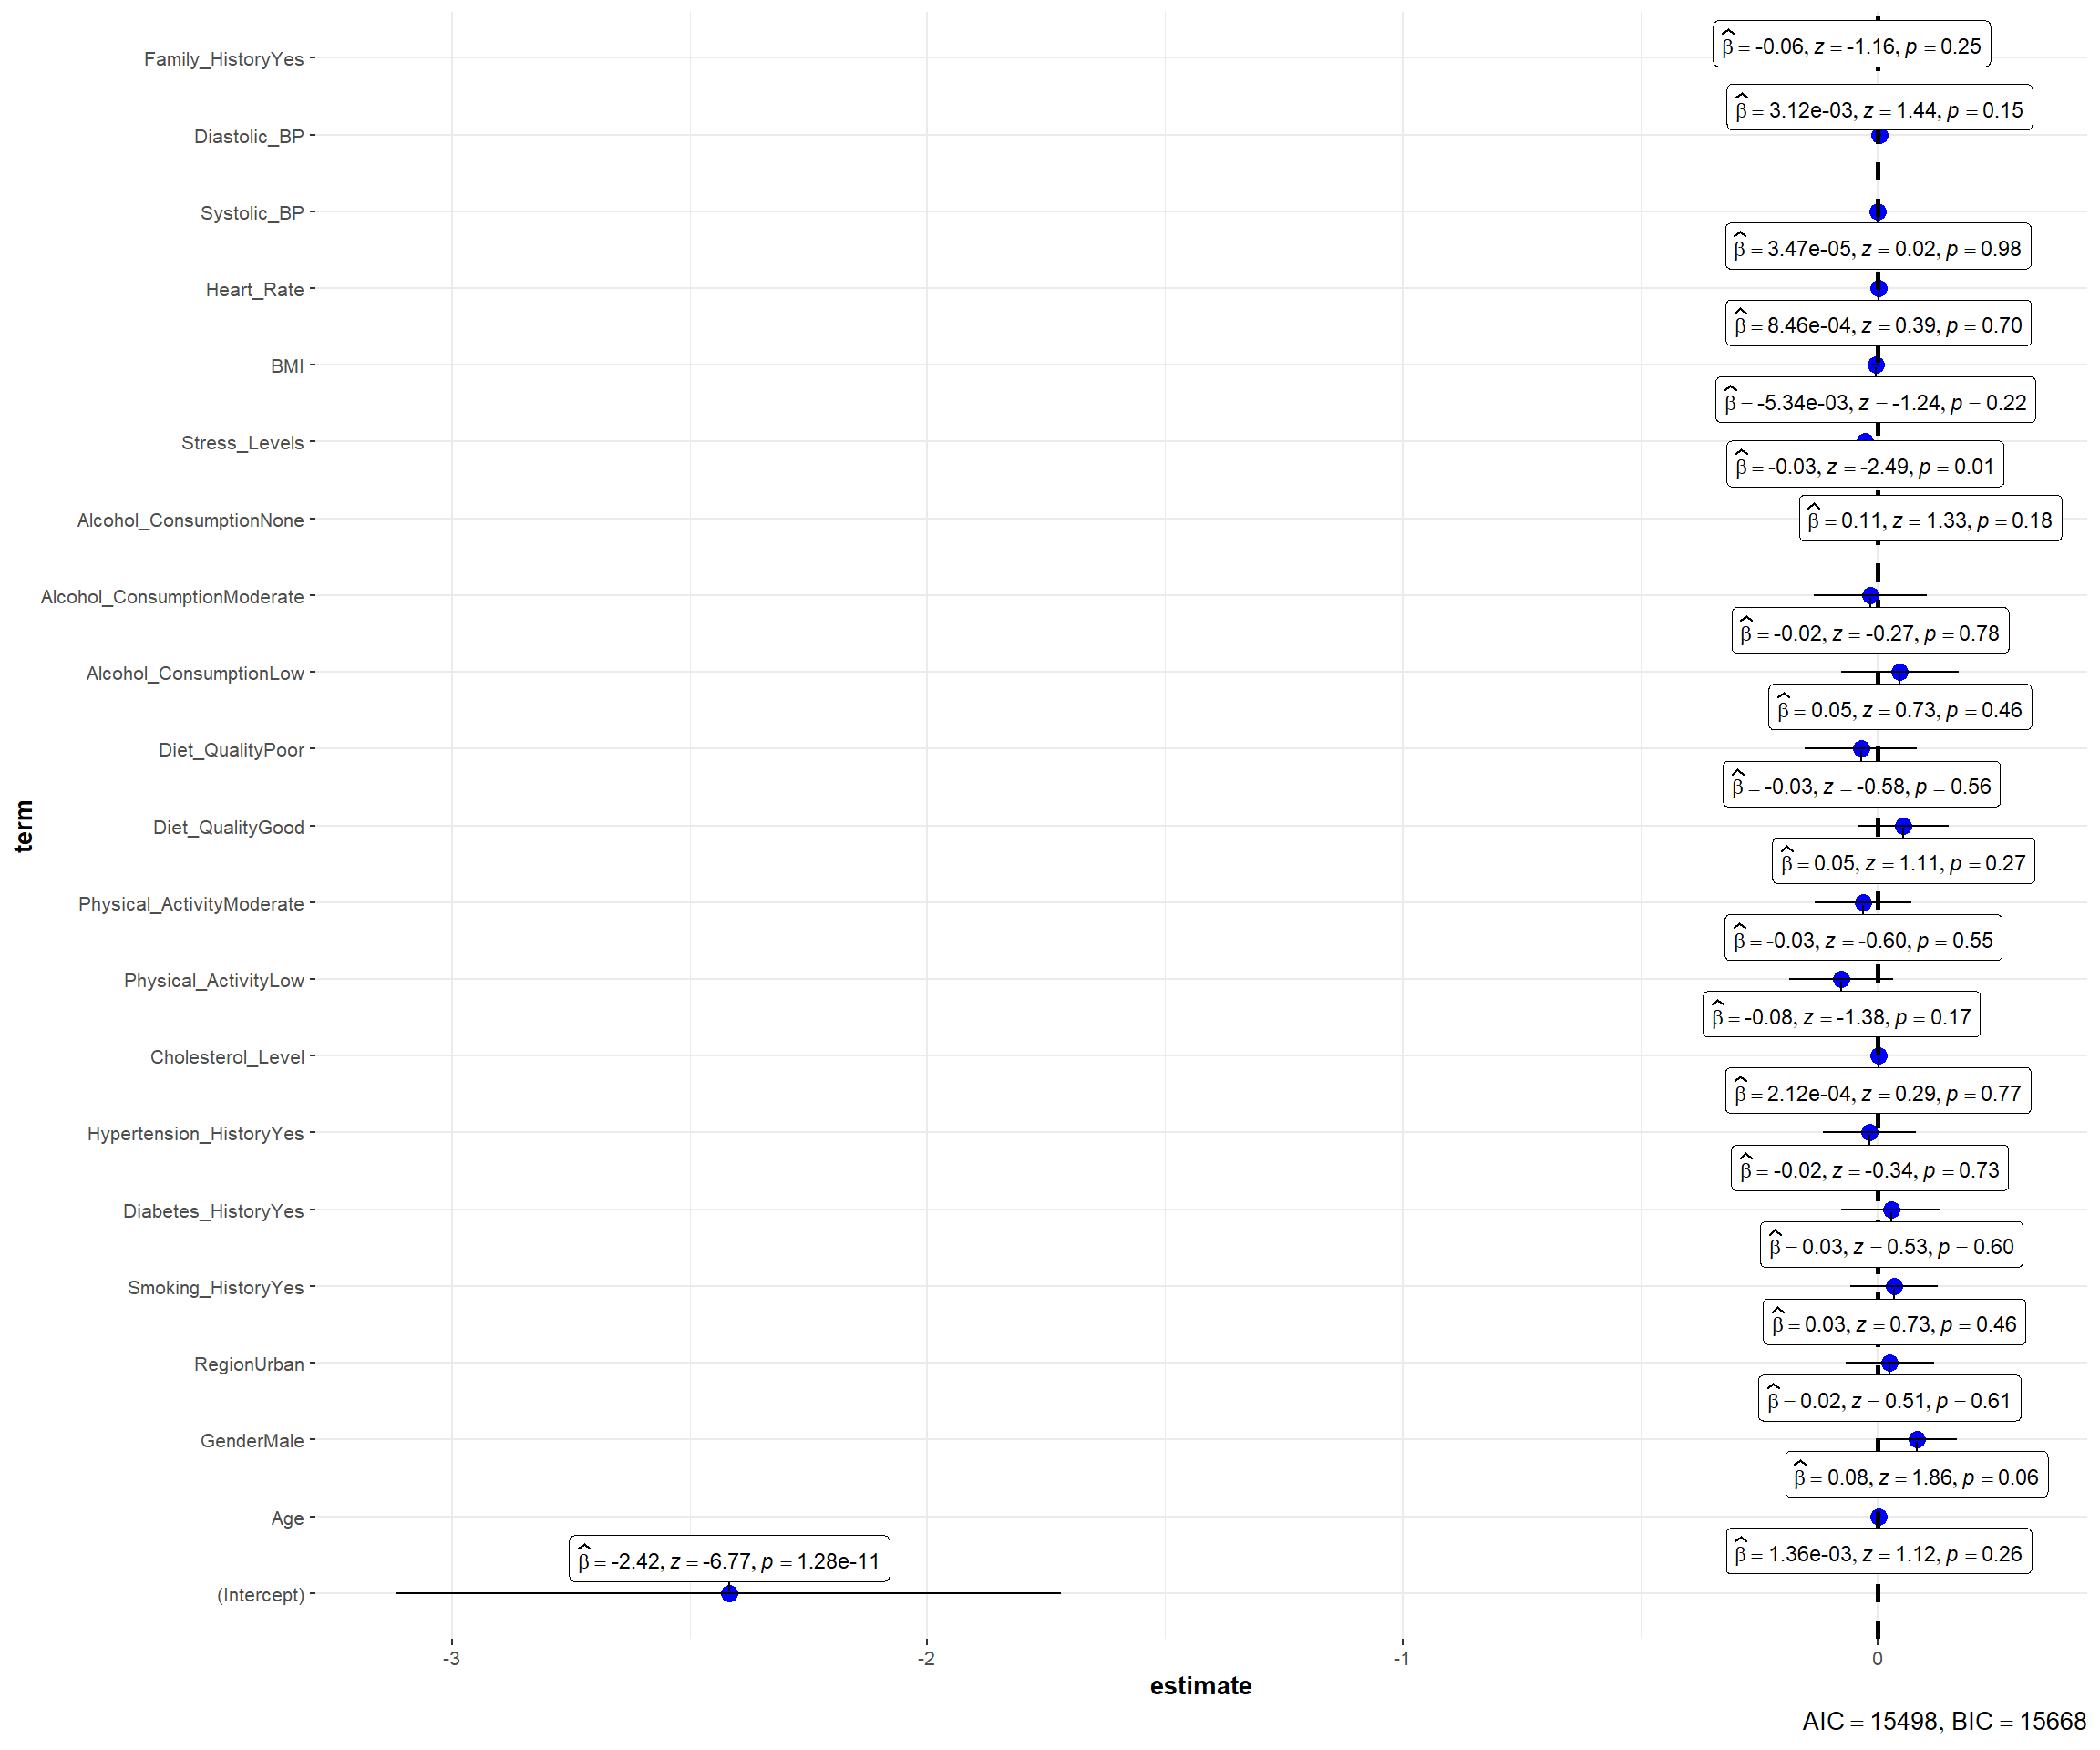 Family_HistoryYes
β̂ = -0.06, z = -1.16, p = 0.25
Diastolic_BP
β̂ = 3.12e-03, z = 1.44, p = 0.15
Systolic_BP
β̂ = 3.47e-05, z = 0.02, p = 0.98
Heart_Rate
β̂ = 8.46e-04, z = 0.39, p = 0.70
BMI
β̂ = -5.34e-03, z = -1.24, p = 0.22
Stress_Levels
β̂ = -0.03, z = -2.49, p = 0.01
Alcohol_ConsumptionNone
β̂ = 0.11, z = 1.33, p = 0.18
Alcohol_ConsumptionModerate
β̂ = -0.02, z = -0.27, p = 0.78
Alcohol_ConsumptionLow
β̂ = 0.05, z = 0.73, p = 0.46
Diet_QualityPoor
β̂ = -0.03, z = -0.58, p = 0.56
Diet_QualityGood
β̂ = 0.05, z = 1.11, p = 0.27
Physical_ActivityModerate
β̂ = -0.03, z = -0.60, p = 0.55
Physical_ActivityLow
β̂ = -0.08, z = -1.38, p = 0.17
Cholesterol_Level
β̂ = 2.12e-04, z = 0.29, p = 0.77
Hypertension_HistoryYes
β̂ = -0.02, z = -0.34, p = 0.73
Diabetes_HistoryYes
β̂ = 0.03, z = 0.53, p = 0.60
Smoking_HistoryYes
β̂ = 0.03, z = 0.73, p = 0.46
RegionUrban
β̂ = 0.02, z = 0.51, p = 0.61
GenderMale
β̂ = 0.08, z = 1.86, p = 0.06
Age
β̂ = 1.36e-03, z = 1.12, p = 0.26
(Intercept)
β̂ = -2.42, z = -6.77, p = 1.28e-11
term
-3
-2
-1
0
estimate
AIC = 15498, BIC = 15668